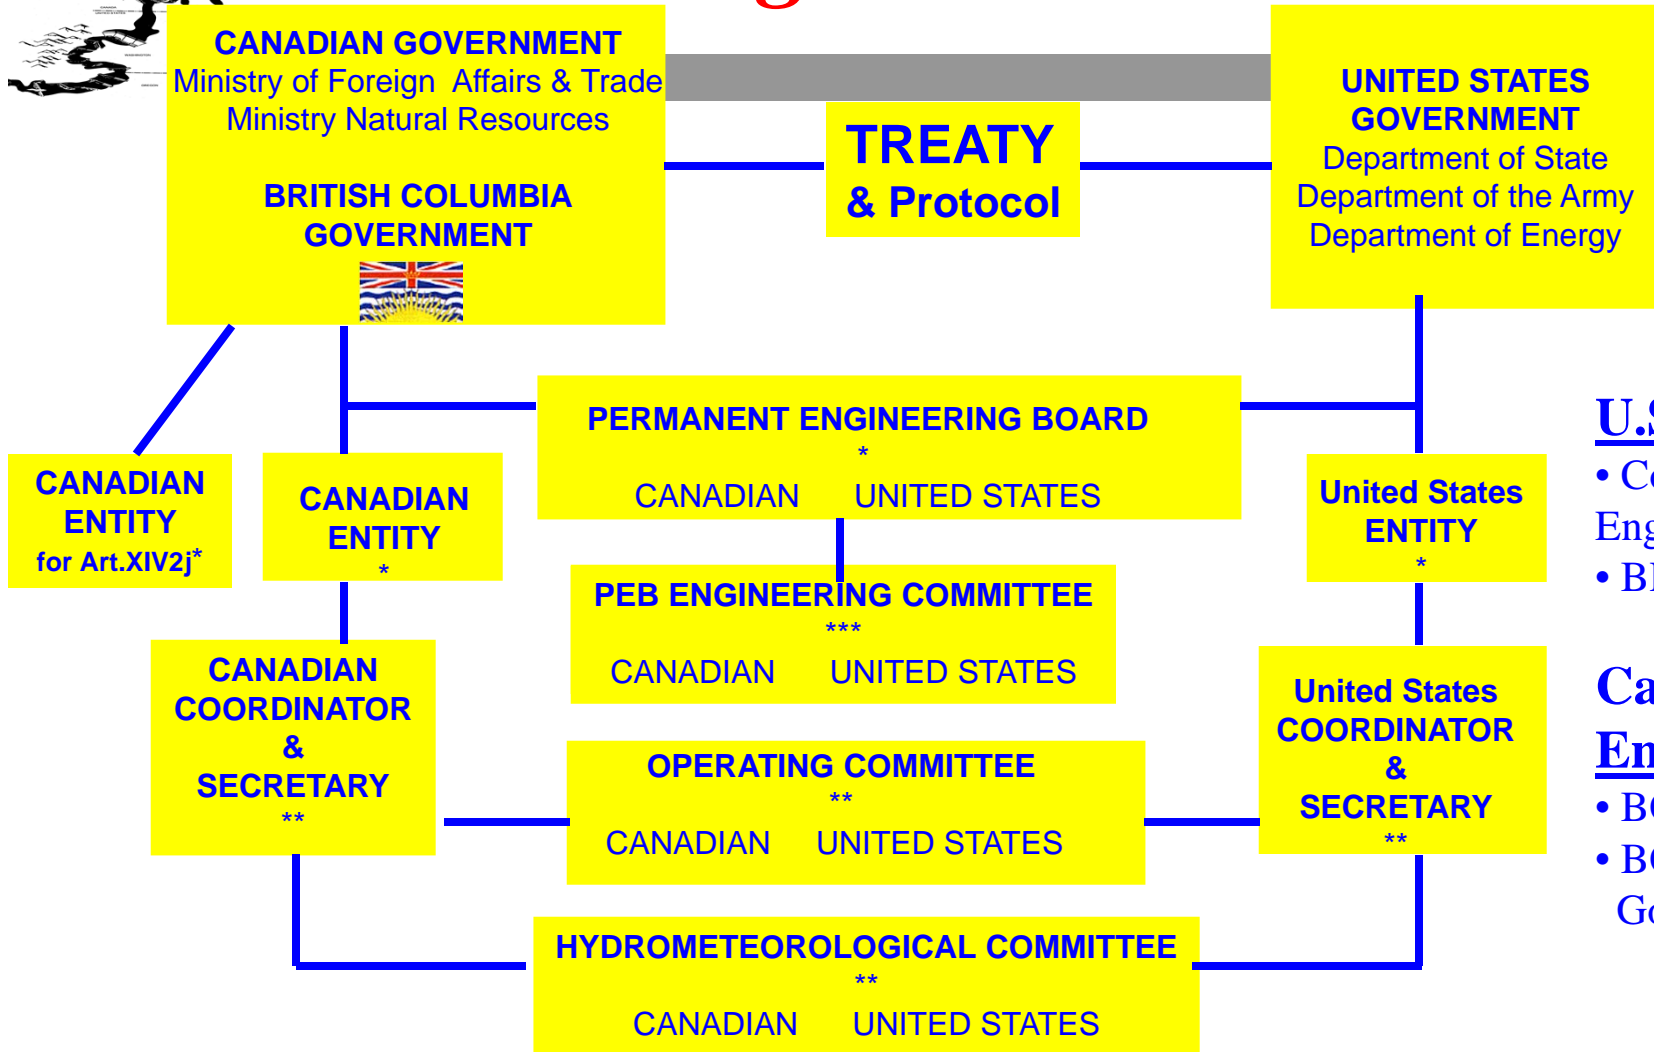 CANADIAN GOVERNMENT
Ministry of Foreign Affairs & Trade
Ministry Natural Resources
BRITISH COLUMBIA
GOVERNMENT
TREATY
& Protocol
UNITED STATES
GOVERNMENT
Department of State
Department of the Army
Department of Energy
PERMANENT ENGINEERING BOARD
*
CANADIAN UNITED STATES
CANADIAN
ENTITY
for Art.XIV2j*
CANADIAN
ENTITY
*
United States
ENTITY
*
PEB ENGINEERING COMMITTEE
***
CANADIAN UNITED STATES
CANADIAN
COORDINATOR
&
SECRETARY
**
OPERATING COMMITTEE
**
CANADIAN UNITED STATES
United States
COORDINATOR
&
SECRETARY
**
HYDROMETEOROLOGICAL COMMITTEE
**
CANADIAN UNITED STATES